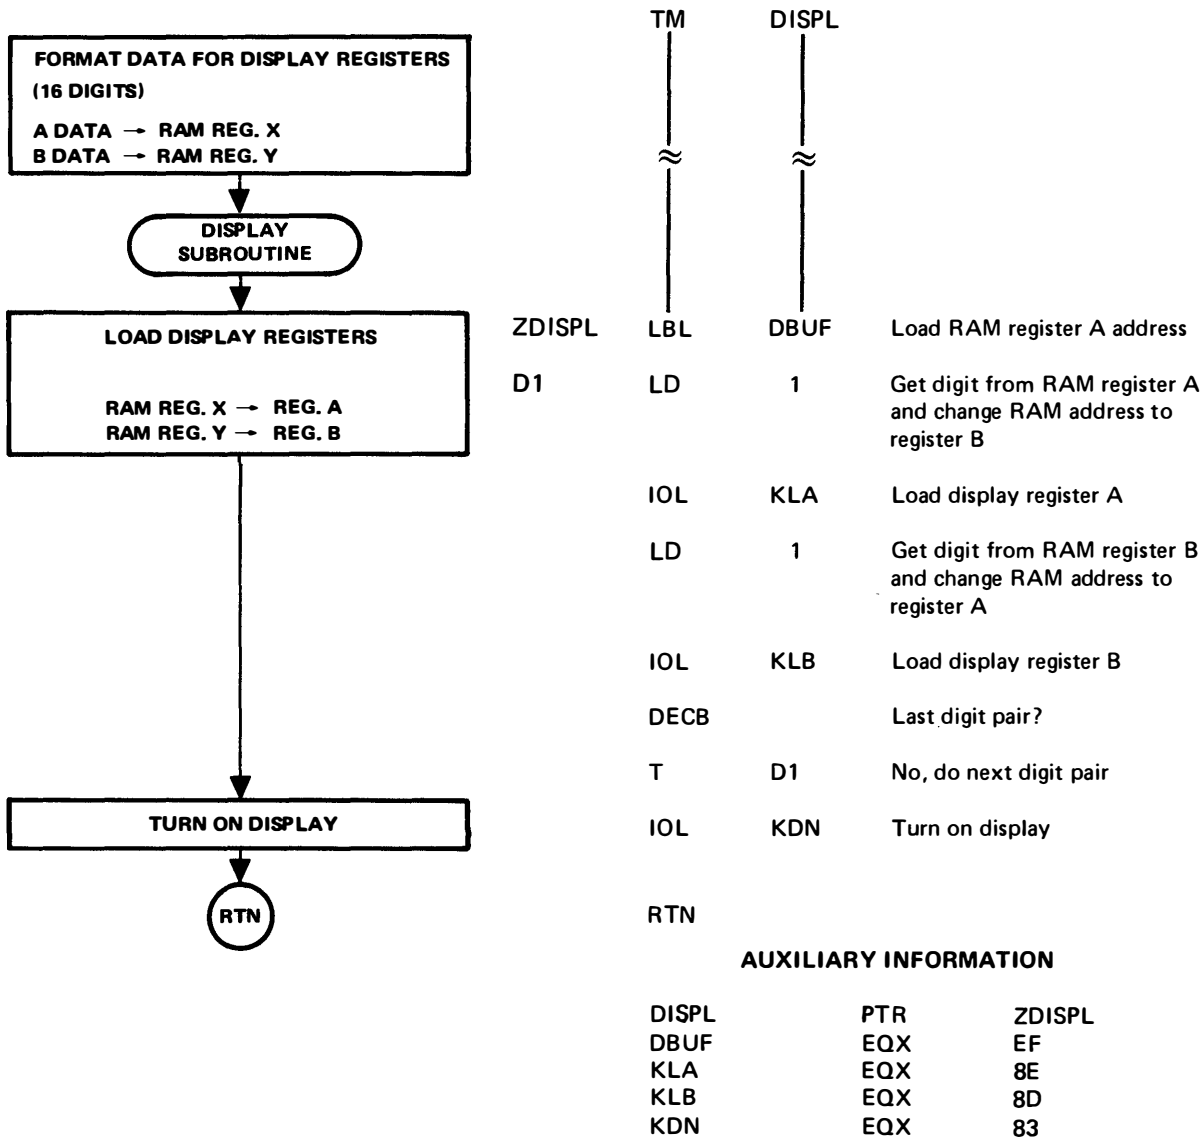 FORMAT DATA FOR DISPLAY REGISTERS
(16 DIGITS)
A DATA → RAM REG. X
B DATA → RAM REG. Y
DISPLAY
SUBROUTINE
LOAD DISPLAY REGISTERS
RAM REG. X → REG. A
RAM REG. Y → REG. B
TURN ON DISPLAY
RTN
TM DISPL
ZDISPL LBL DBUF Load RAM register A address
D1 LD 1 Get digit from RAM register A
and change RAM address to
register B
IOL KLA Load display register A
LD 1 Get digit from RAM register B
and change RAM address to
register A
IOL KLB Load display register B
DECB Last digit pair?
T D1 No, do next digit pair
IOL KDN Turn on display
RTN
AUXILIARY INFORMATION
DISPL PTR ZDISPL
DBUF EQX EF
KLA EQX 8E
KLB EQX 8D
KDN EQX 83